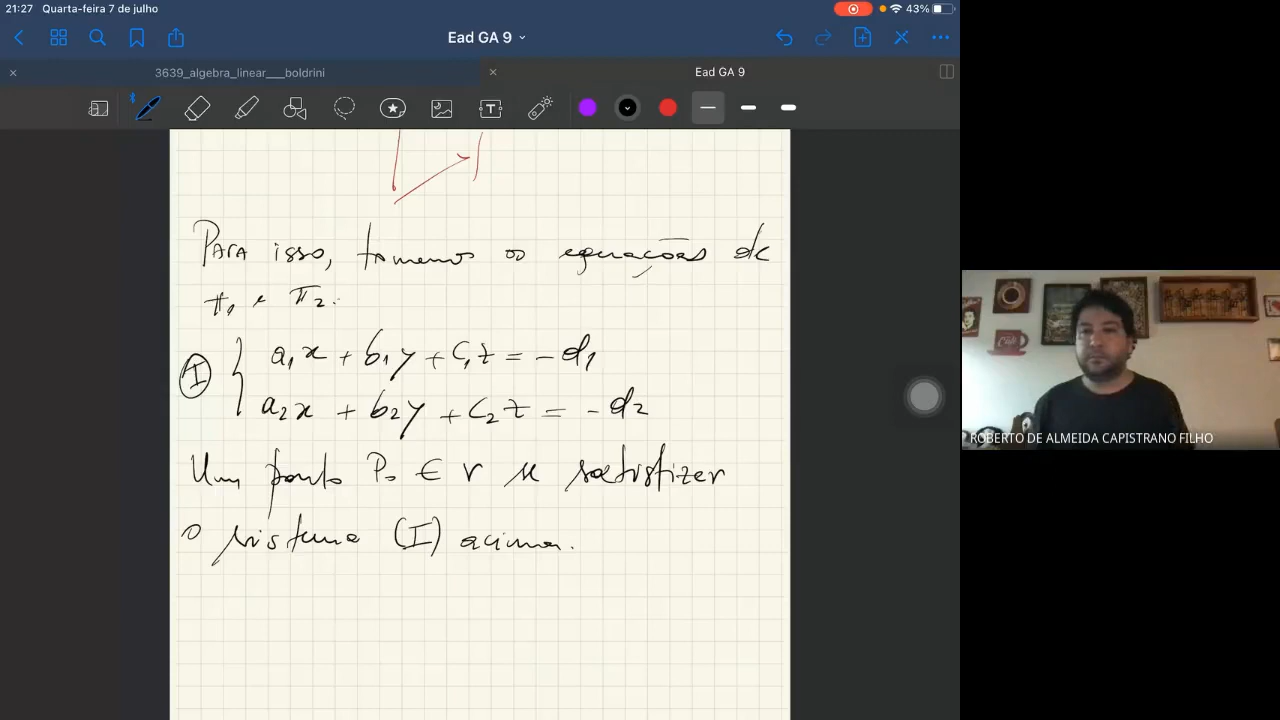 21:27 Quarta-feira 7 de julho
43%
Ead GA 9
3639_algebra_linear___boldrini
Ead GA 9
Para isso, tomemos as equações de
π₁ e π₂.
I { a₁x + b₁y + c₁z = -d₁
a₂x + b₂y + c₂z = -d₂
Um ponto P₀ ∈ r se satisfizer
o sistema (I) acima.
ROBERTO DE ALMEIDA CAPISTRANO FILHO